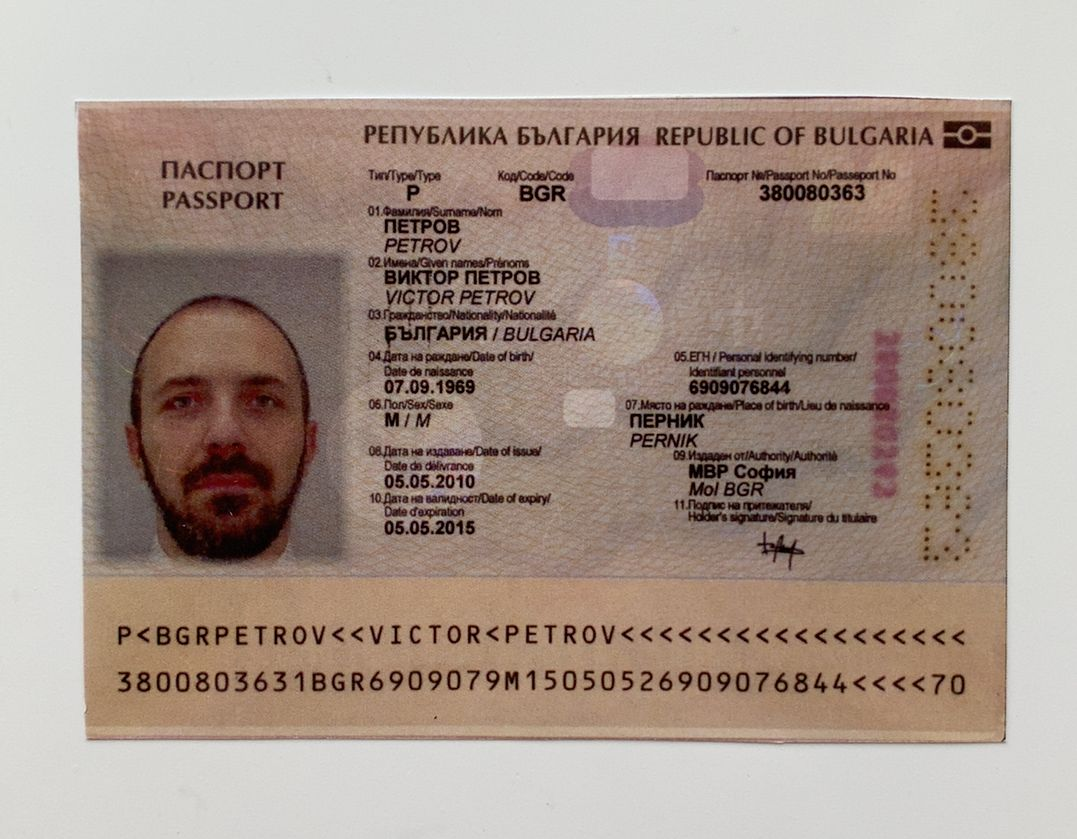 РЕПУБЛИКА БЪЛГАРИЯ REPUBLIC OF BULGARIA
ПАСПОРТ
PASSPORT
Тип/Type/Type Код/Code/Code Паспорт №/Passport No/Passeport No
P BGR 380080363
01.Фамилия/Surname/Nom
ПЕТРОВ
PETROV
02.Имена/Given names/Prénoms
ВИКТОР ПЕТРОВ
VICTOR PETROV
03.Гражданство/Nationality/Nationalité
БЪЛГАРИЯ / BULGARIA
04.Дата на раждане/Date of birth/
Date de naissance
07.09.1969
05.ЕГН / Personal identifying number/
Identifiant personnel
6909076844
06.Пол/Sex/Sexe
М / M
07.Място на раждане/Place of birth/Lieu de naissance
ПЕРНИК
PERNIK
08.Дата на издаване/Date of issue/
Date de délivrance
05.05.2010
09.Издаден от/Authority/Authorité
МВР София
MoI BGR
10.Дата на валидност/Date of expiry/
Date d'expiration
05.05.2015
11.Подпис на притежателя/
Holder's signature/Signature du titulaire
P<BGRPETROV<<VICTOR<PETROV<<<<<<<<<<<<<<<<<<
3800803631BGR6909079M15050526909076844<<<<70